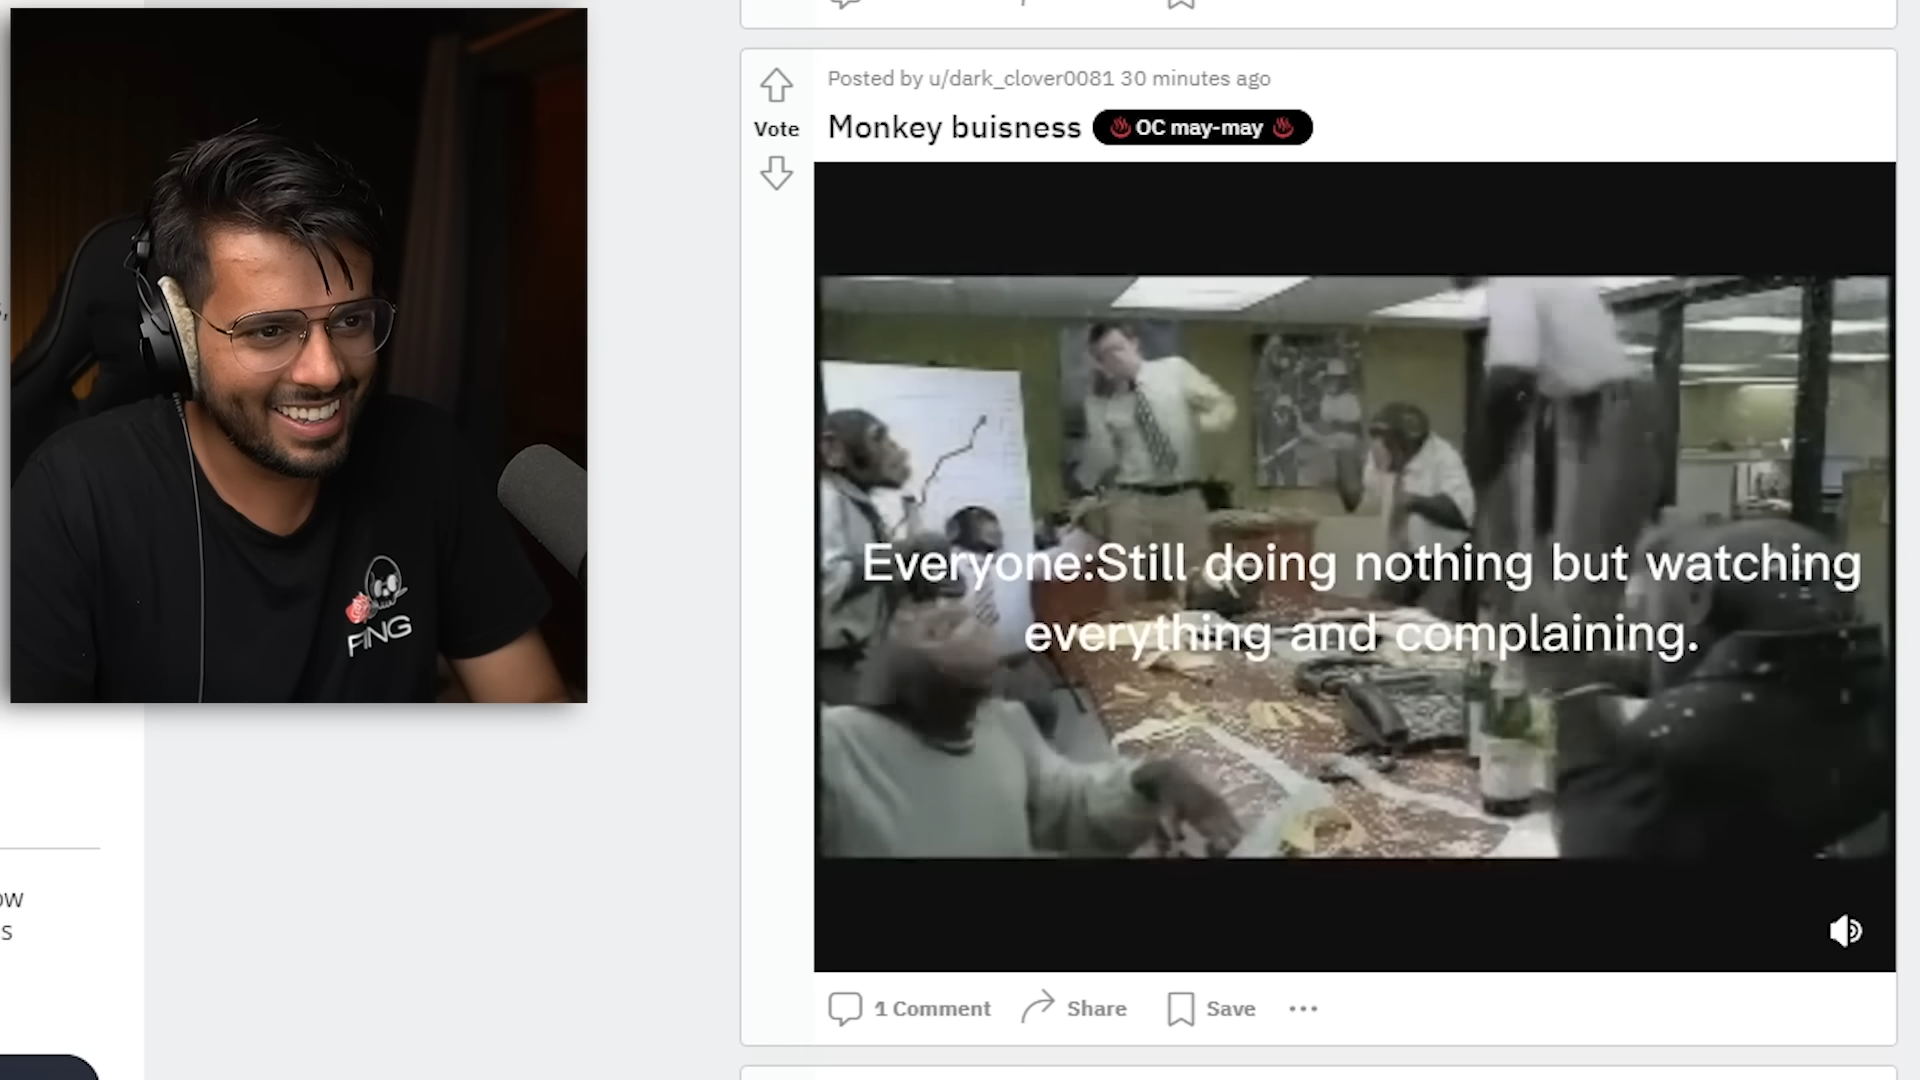 Posted by u/dark_clover0081 30 minutes ago
Vote
Monkey buisness
OC may-may
Everyone:Still doing nothing but watching
everything and complaining.
FING
1 Comment
Share
Save
ow
s